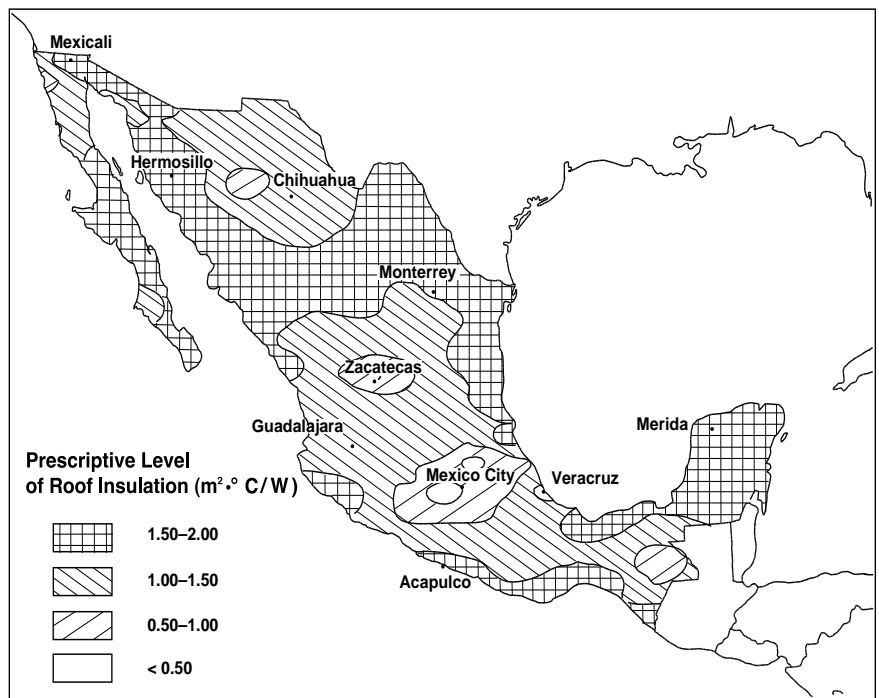 Mexicali
Hermosillo
Chihuahua
Monterrey
Zacatecas
Guadalajara
Merida
Mexico City
Veracruz
Acapulco
Prescriptive Level
of Roof Insulation (m²·° C/W)
1.50–2.00
1.00–1.50
0.50–1.00
< 0.50